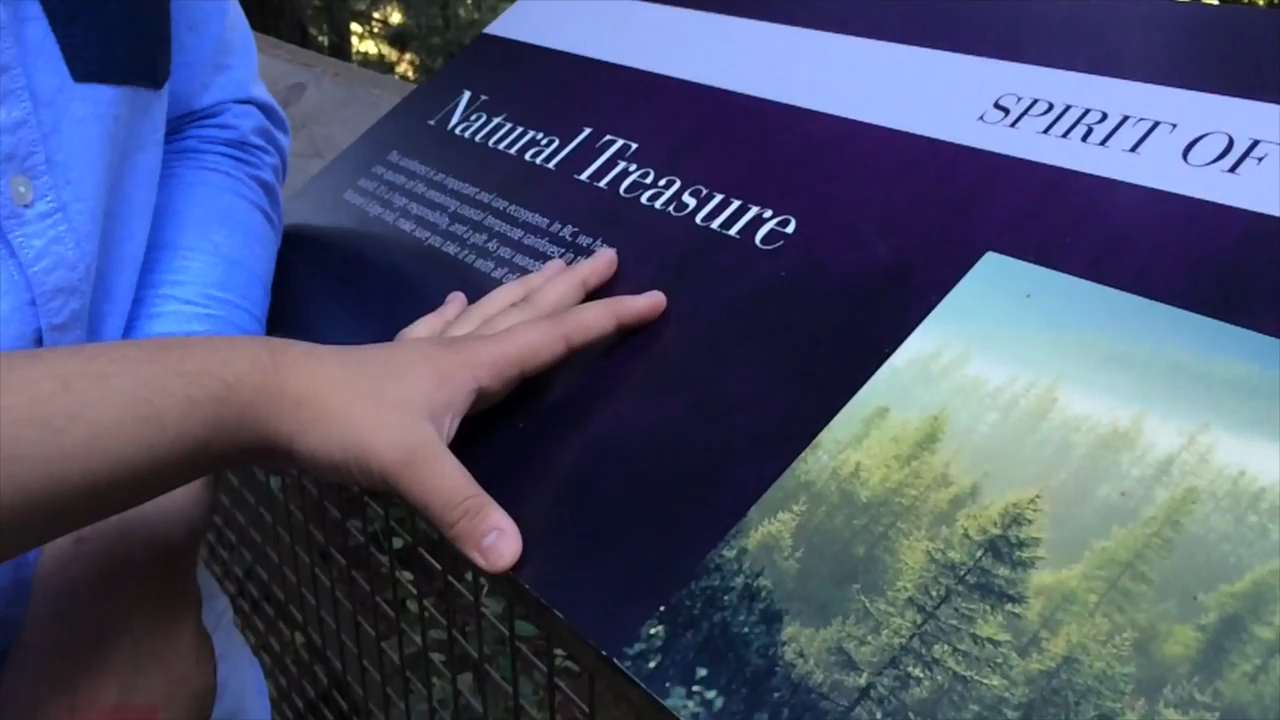 SPIRIT OF
Natural Treasure
The rainforest is an important and rare ecosystem. In BC, we have
one-quarter of the remaining coastal temperate rainforest in the
world. It's a huge responsibility, and a gift. As you wander
Nature's Edge trail, make sure you take it in with all of